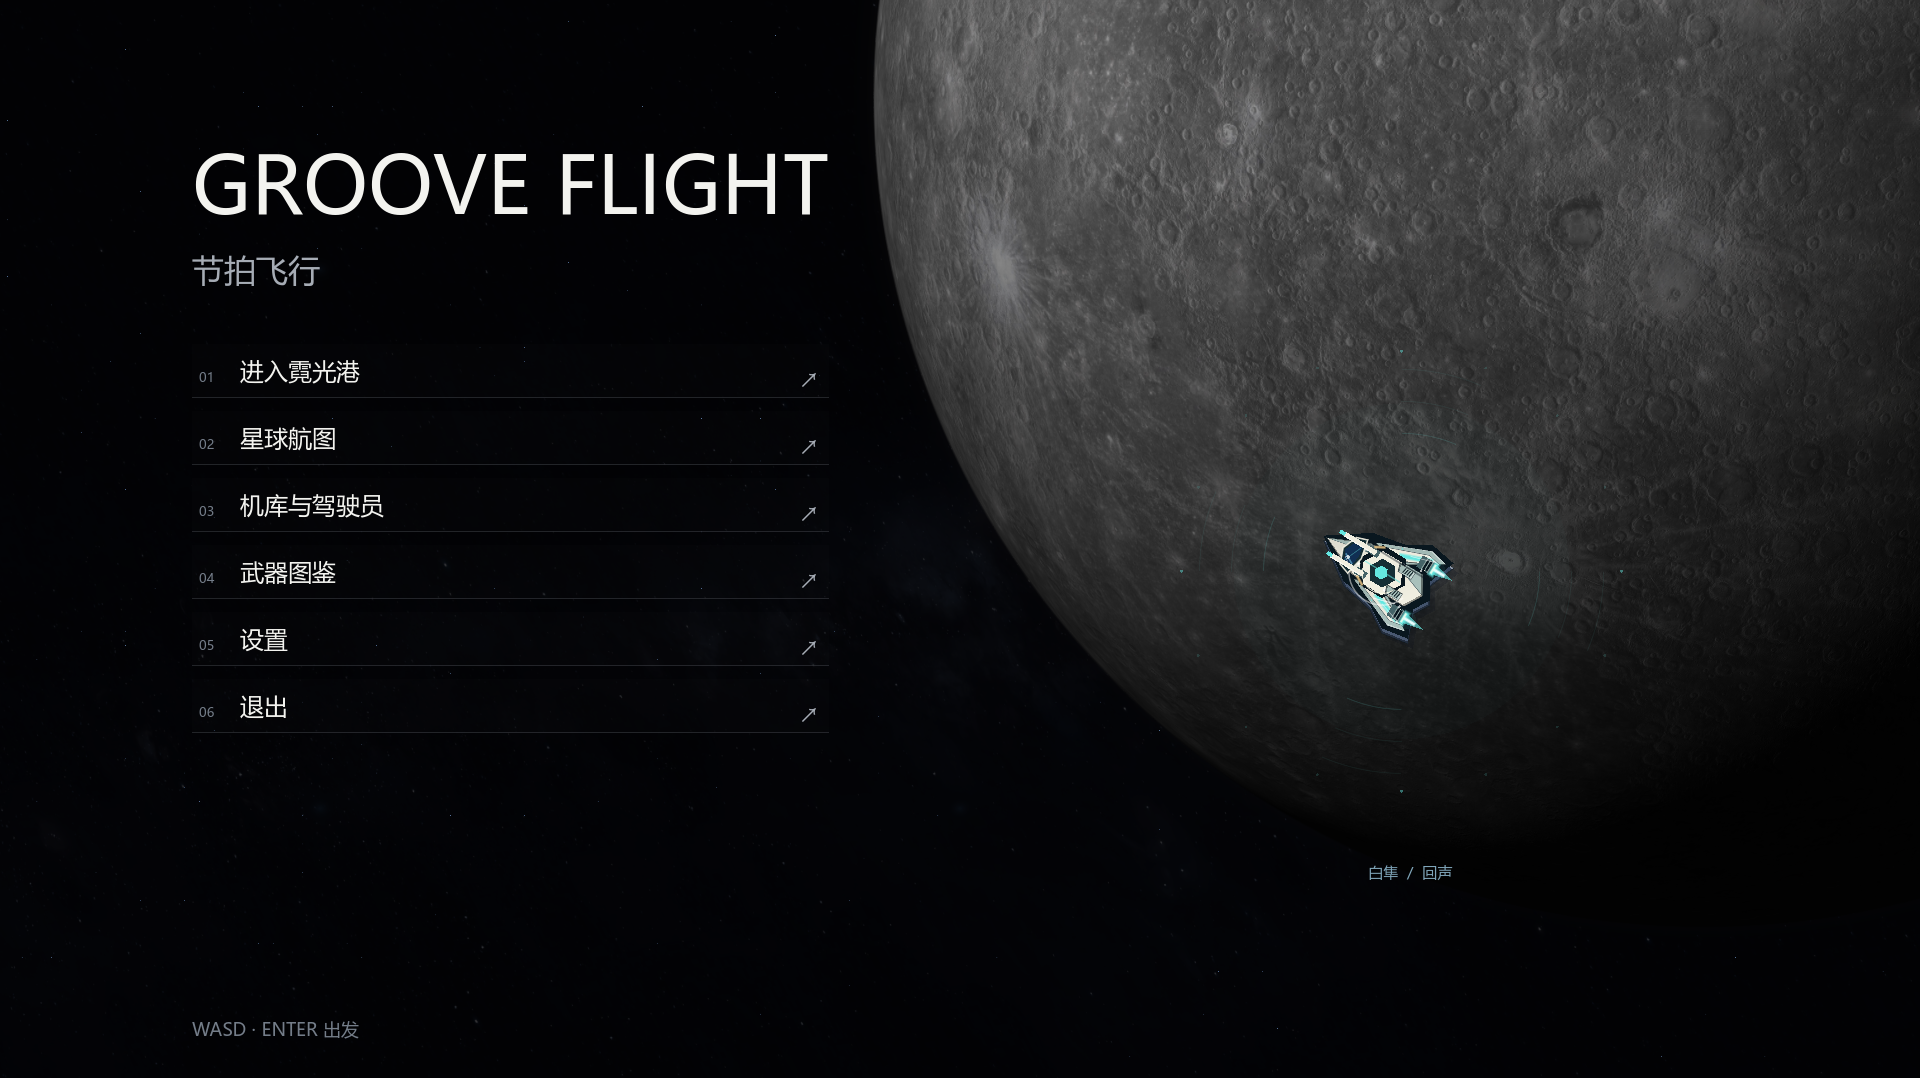 GROOVE FLIGHT
节拍飞行
01 进入霓光港 ↗
02 星球航图 ↗
03 机库与驾驶员 ↗
04 武器图鉴 ↗
05 设置 ↗
06 退出 ↗
白隼 / 回声
WASD · ENTER 出发